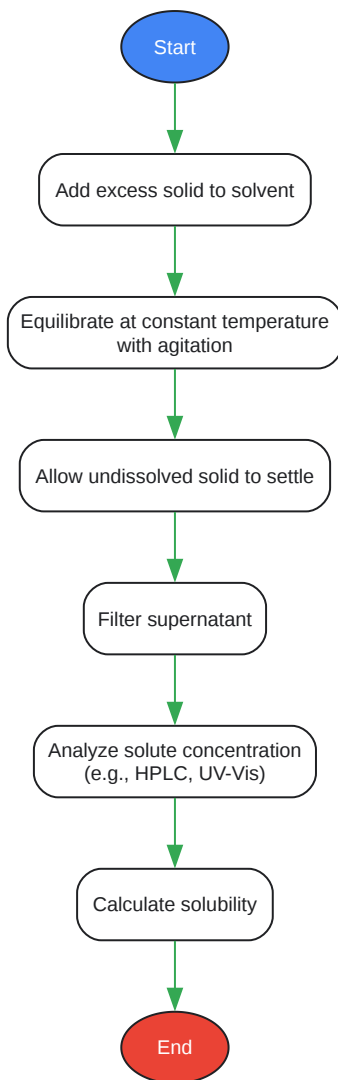 Start
Add excess solid to solvent
Equilibrate at constant temperature
with agitation
Allow undissolved solid to settle
Filter supernatant
Analyze solute concentration
(e.g., HPLC, UV-Vis)
Calculate solubility
End